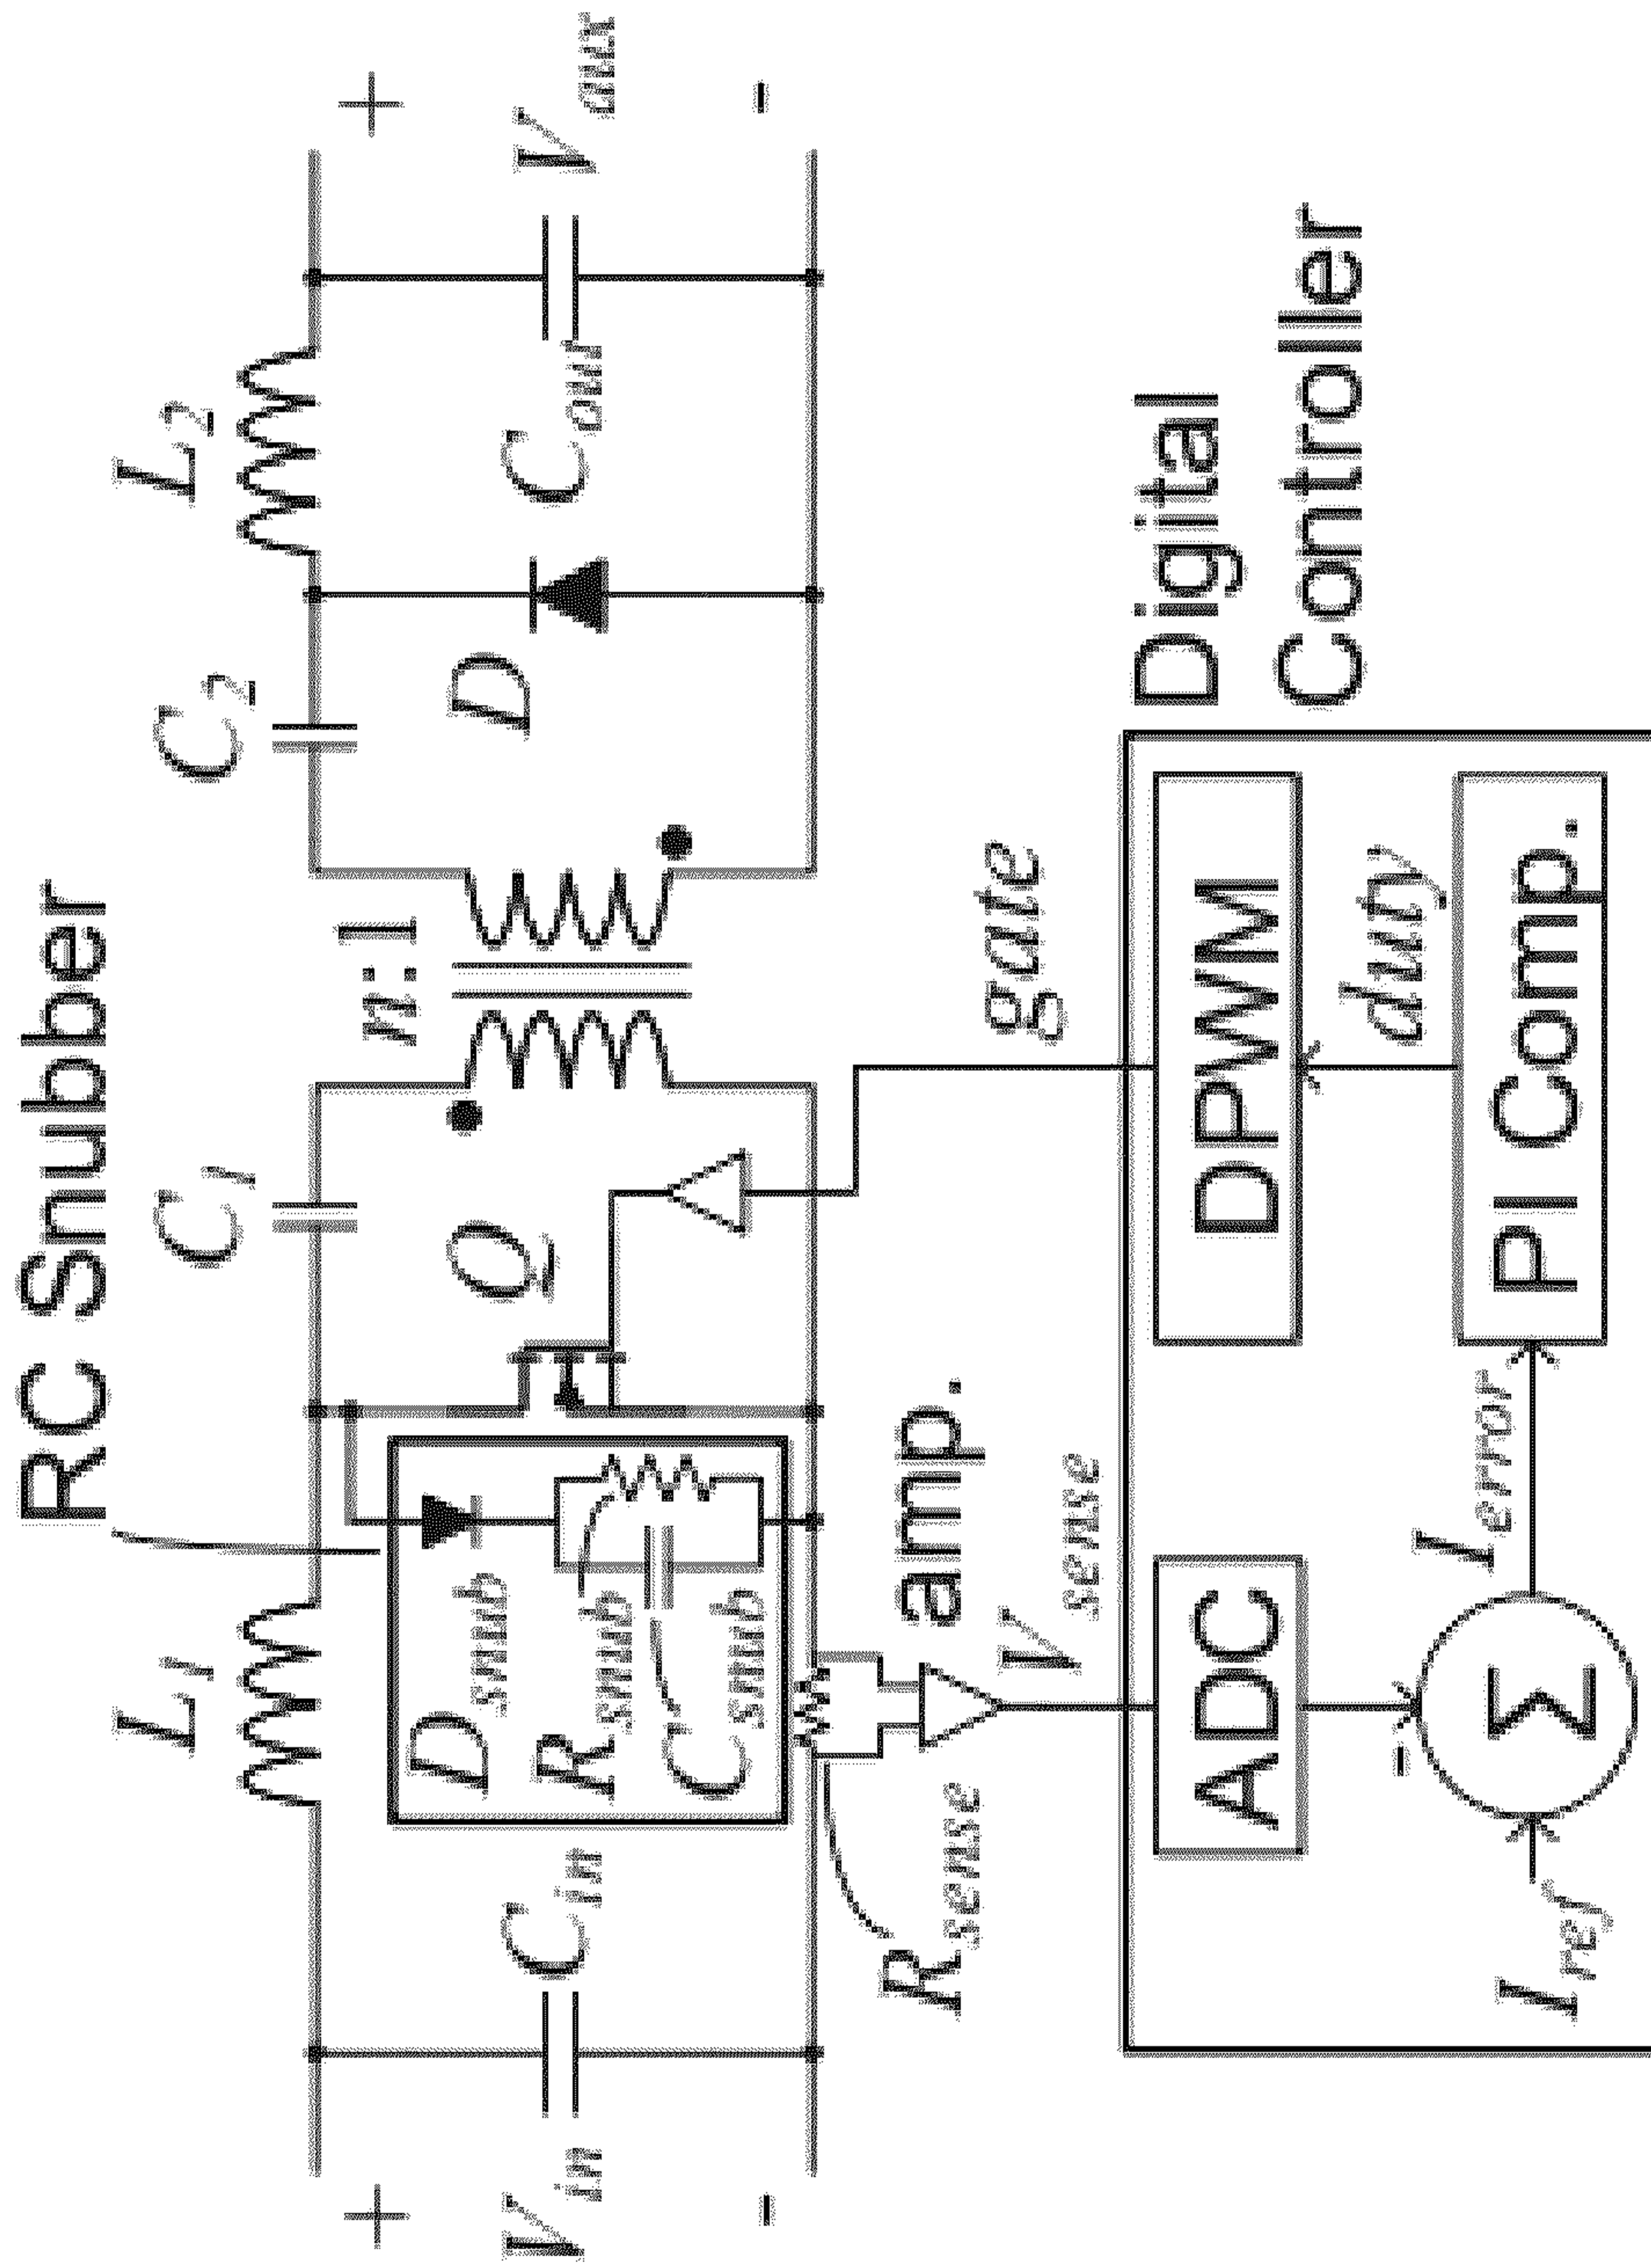 RC Snubber
L1
C1
n:1
C2
L2
+
Vin
-
Cin
Dsnub
Rsnub
Csnub
Q
D
Cout
+
Vout
-
Rsense
amp.
Vsense
gate
Digital
Controller
ADC
DPWM
duty
-
Iref
Σ
Ierror
PI Comp.